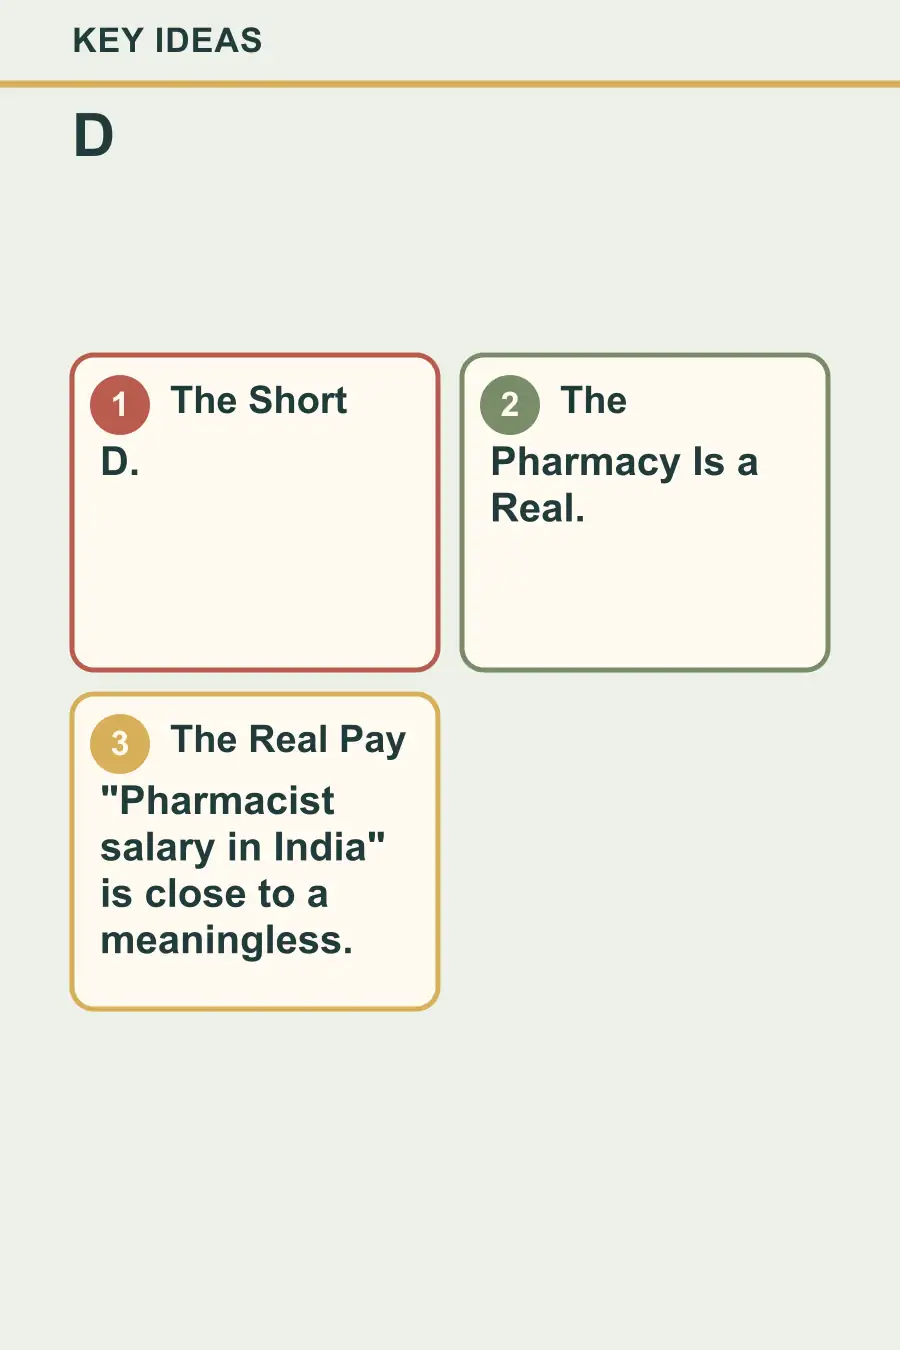 KEY IDEAS
D
1 The Short
D.
2 The
Pharmacy Is a
Real.
3 The Real Pay
"Pharmacist
salary in India"
is close to a
meaningless.